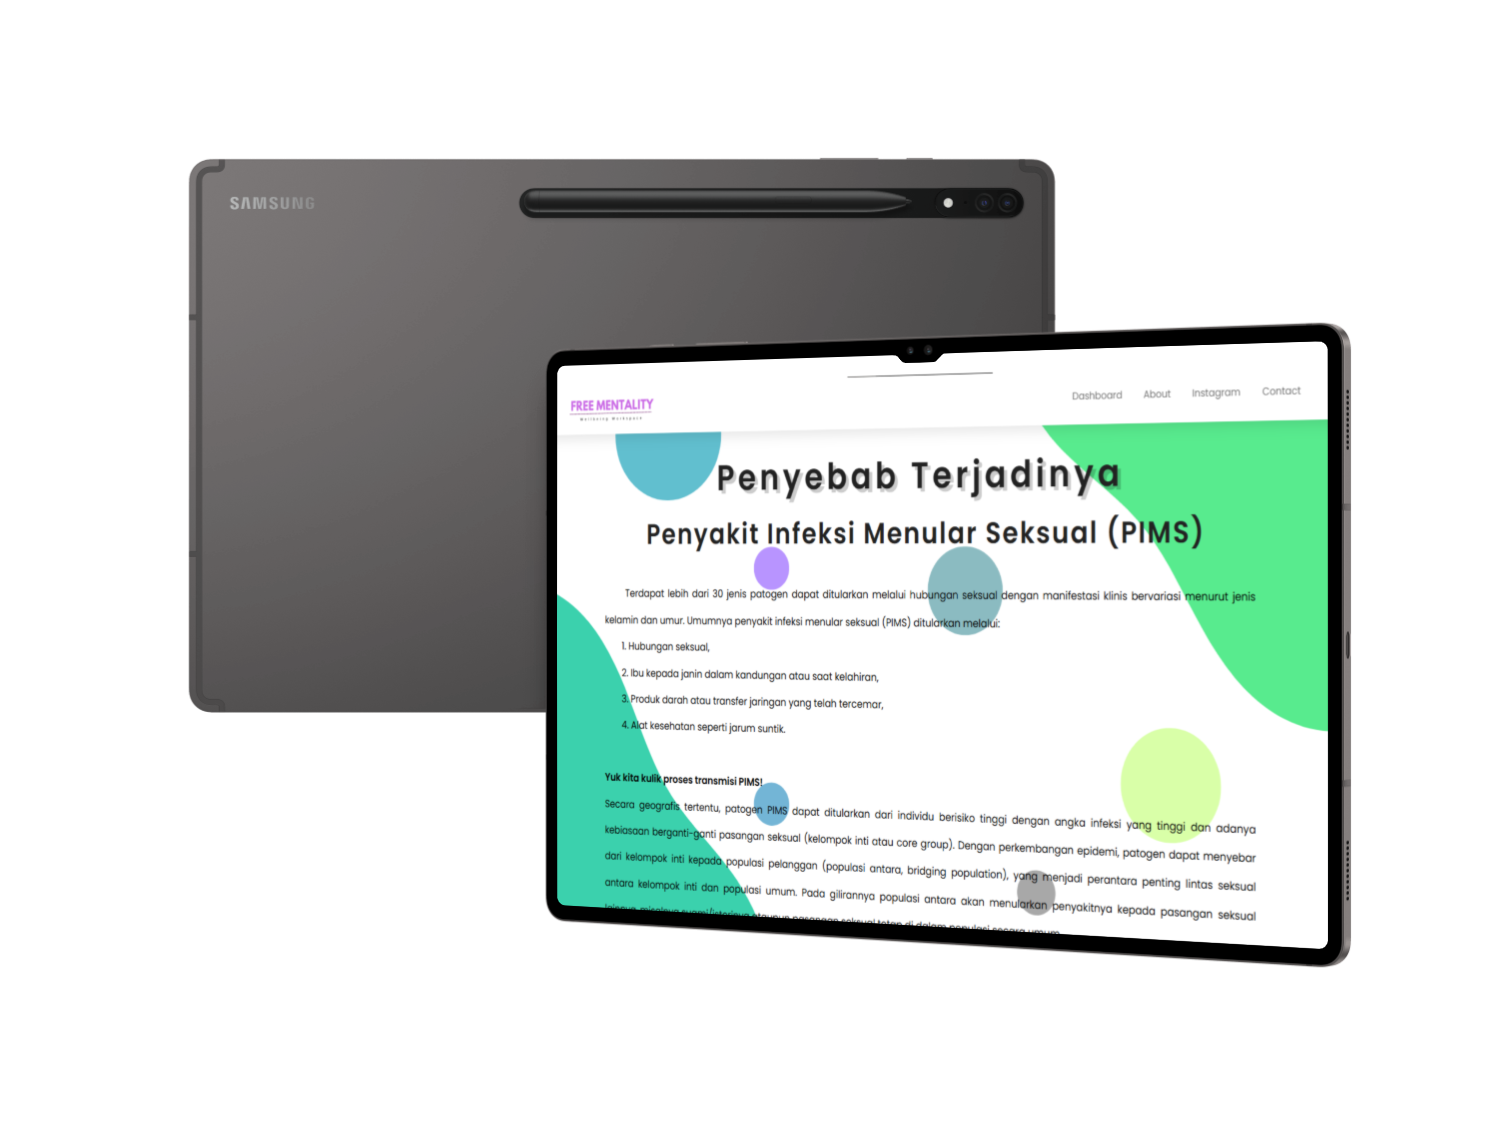 SAMSUNG
FREE MENTALITY
Dashboard About Instagram Contact
Penyebab Terjadinya
Penyakit Infeksi Menular Seksual (PIMS)
Terdapat lebih dari 30 jenis patogen dapat ditularkan melalui hubungan seksual dengan manifestasi klinis bervariasi menurut jenis
kelamin dan umur. Umumnya penyakit infeksi menular seksual (PIMS) ditularkan melalui:
1. Hubungan seksual,
2. Ibu kepada janin dalam kandungan atau saat kelahiran,
3. Produk darah atau transfer jaringan yang telah tercemar,
4. Alat kesehatan seperti jarum suntik.
Yuk kita kulik proses transmisi PIMS!
Secara geografis tertentu, patogen PIMS dapat ditularkan dari individu berisiko tinggi dengan angka infeksi yang tinggi dan adanya
kebiasaan berganti-ganti pasangan seksual (kelompok inti atau core group). Dengan perkembangan epidemi, patogen dapat menyebar
dari kelompok inti kepada populasi pelanggan (populasi antara, bridging population), yang menjadi perantara penting lintas seksual
antara kelompok inti dan populasi umum. Pada gilirannya populasi antara akan menularkan penyakitnya kepada pasangan seksual